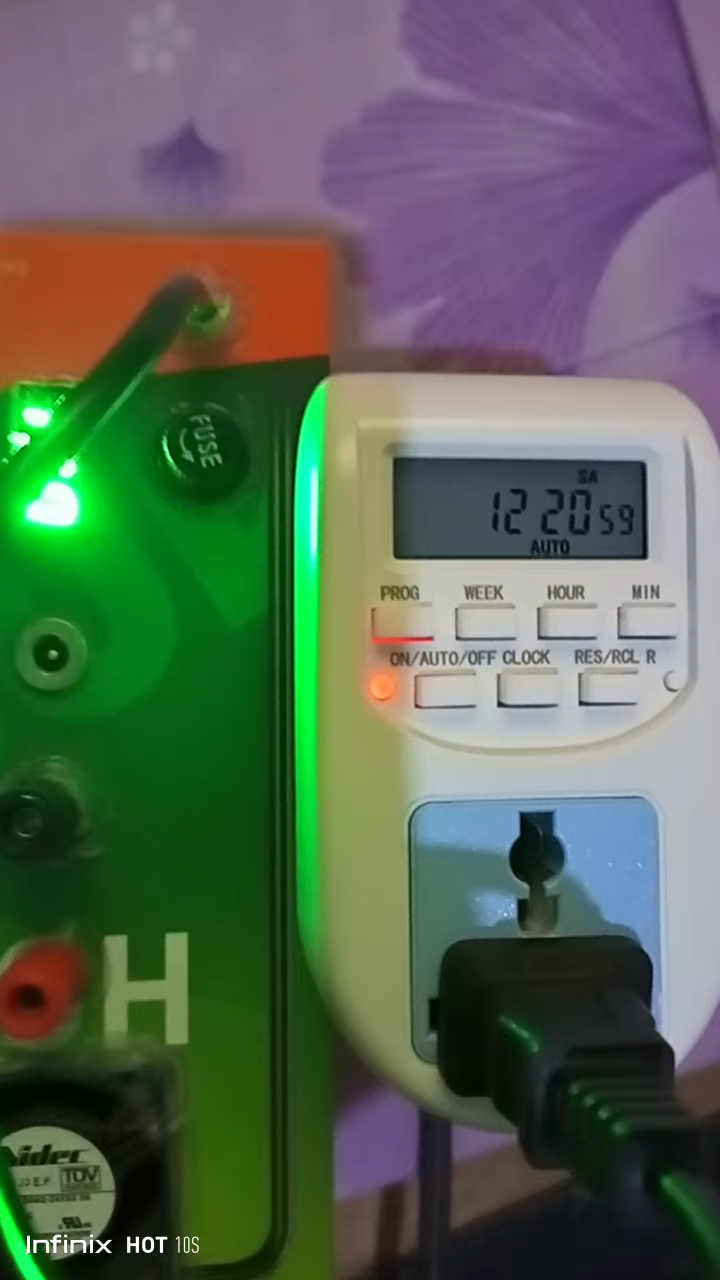 FUSE
SA
12 20 59
AUTO
PROG WEEK HOUR MIN
ON/AUTO/OFF CLOCK RES/RCL R
H
Nidec
TÜV
Infinix HOT 10S